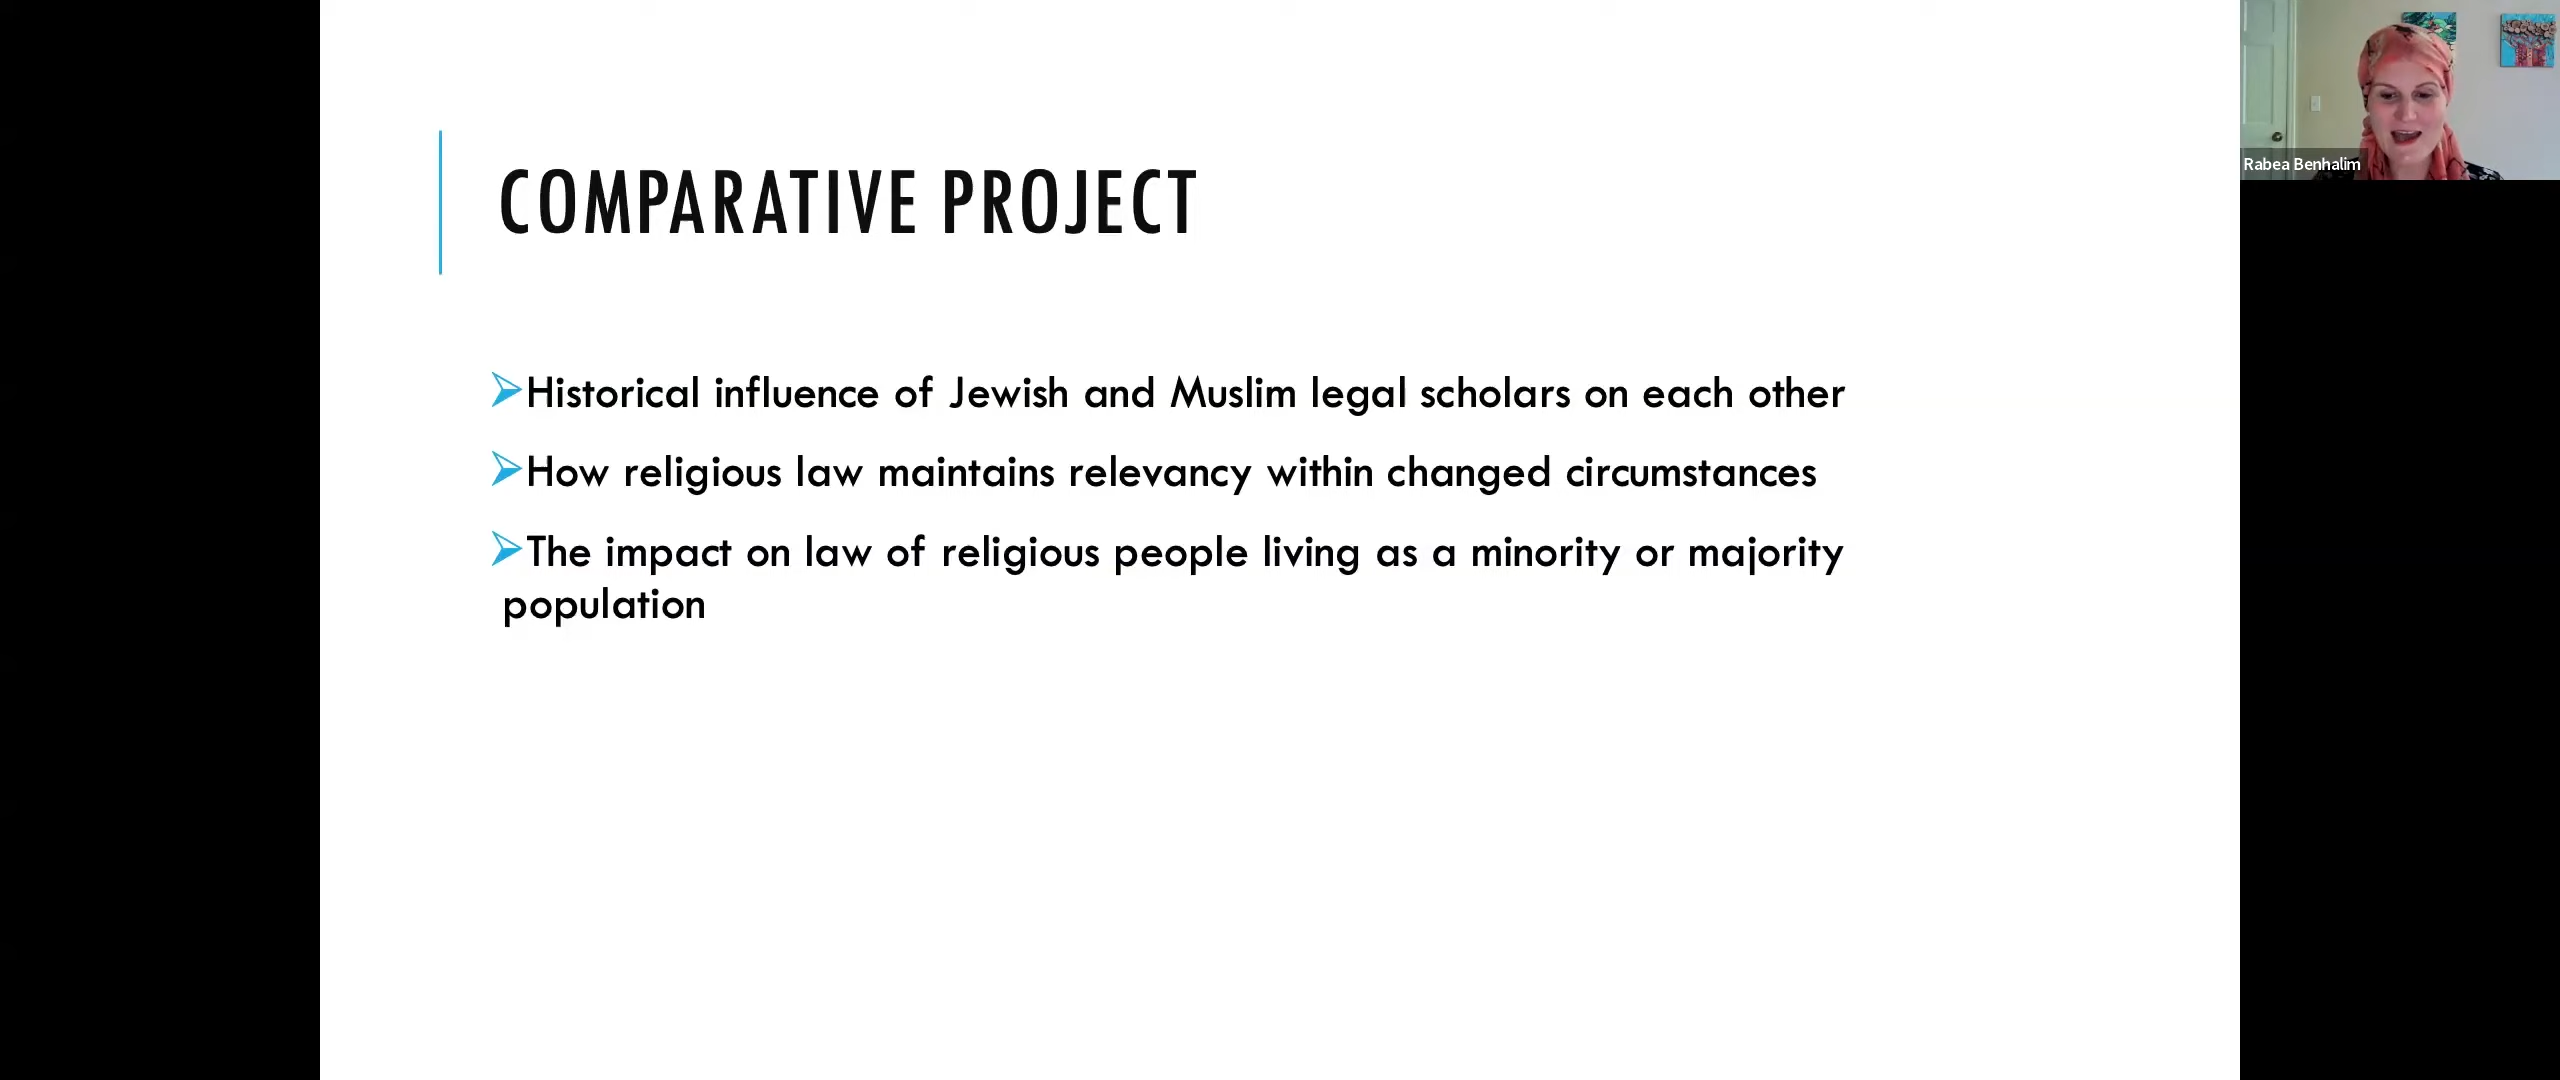 COMPARATIVE PROJECT
Historical influence of Jewish and Muslim legal scholars on each other
How religious law maintains relevancy within changed circumstances
The impact on law of religious people living as a minority or majority
population
Rabea Benhalim